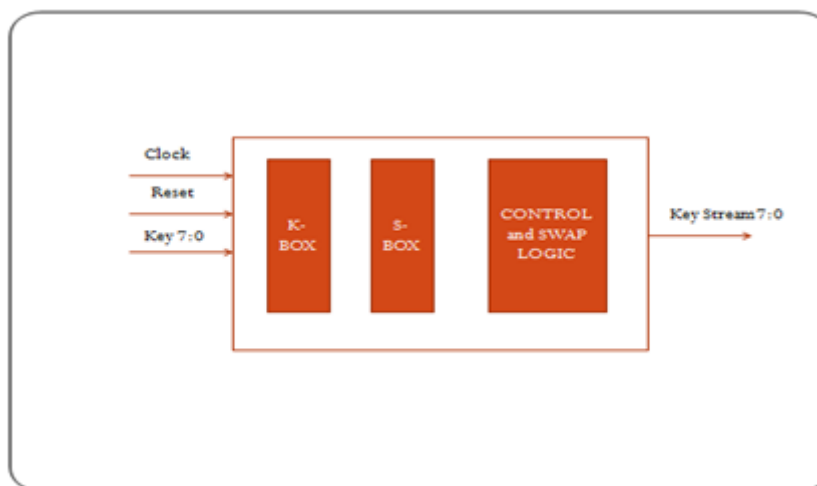 Clock
Reset
Key 7:0
K-
BOX
S-
BOX
CONTROL
and SWAP
LOGIC
Key Stream 7:0